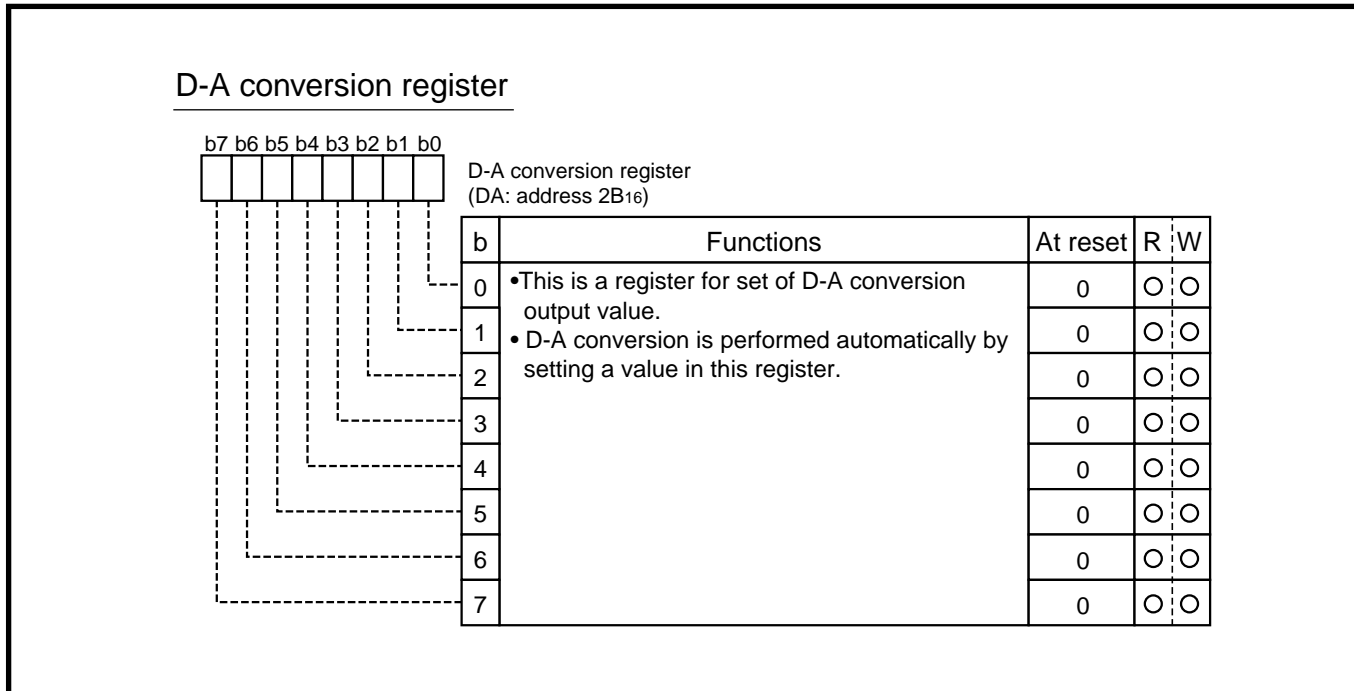 D-A conversion register
b7 b6 b5 b4 b3 b2 b1 b0
D-A conversion register
(DA: address 2B16)
b Functions At reset R W
0 •This is a register for set of D-A conversion 0 O O
output value.
1 • D-A conversion is performed automatically by 0 O O
2 setting a value in this register. 0 O O
3 0 O O
4 0 O O
5 0 O O
6 0 O O
7 0 O O